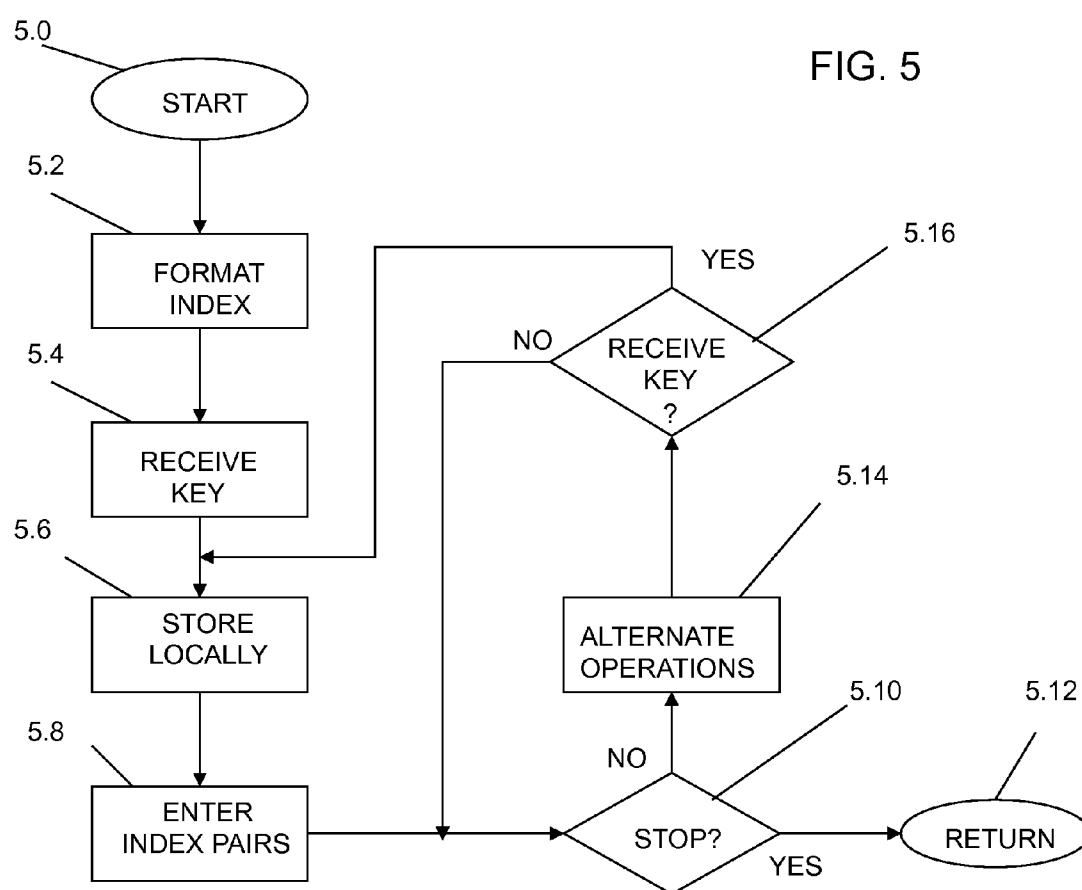 5.0
FIG. 5
START
5.2
5.16
YES
FORMAT
INDEX
NO
RECEIVE
KEY
?
5.4
RECEIVE
KEY
5.14
5.6
STORE
LOCALLY
ALTERNATE
OPERATIONS
5.10
5.12
5.8
NO
ENTER
INDEX PAIRS
STOP?
YES
RETURN